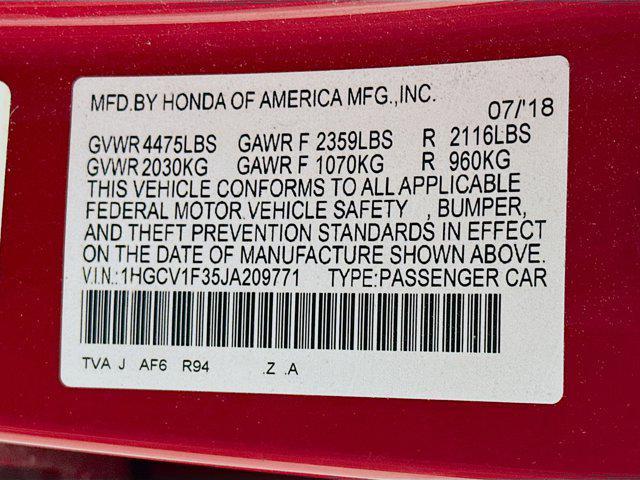 MFD.BY HONDA OF AMERICA MFG.,INC.
07/'18
GVWR 4475LBS GAWR F 2359LBS R 2116LBS
GVWR 2030KG GAWR F 1070KG R 960KG
THIS VEHICLE CONFORMS TO ALL APPLICABLE
FEDERAL MOTOR VEHICLE SAFETY , BUMPER,
AND THEFT PREVENTION STANDARDS IN EFFECT
ON THE DATE OF MANUFACTURE SHOWN ABOVE.
V.I.N.:1HGCV1F35JA209771 TYPE:PASSENGER CAR
TVA J AF6 R94 .Z .A